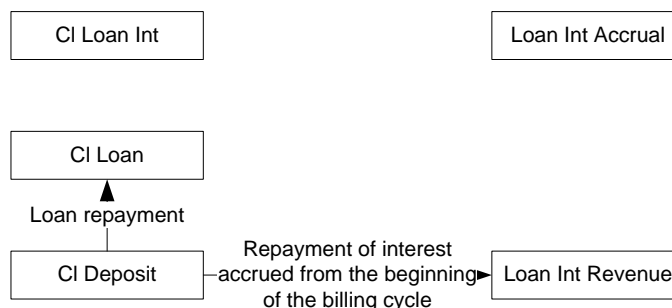 Cl Loan Int
Loan Int Accrual
Cl Loan
Loan repayment
Cl Deposit
Repayment of interest
accrued from the beginning
of the billing cycle
Loan Int Revenue